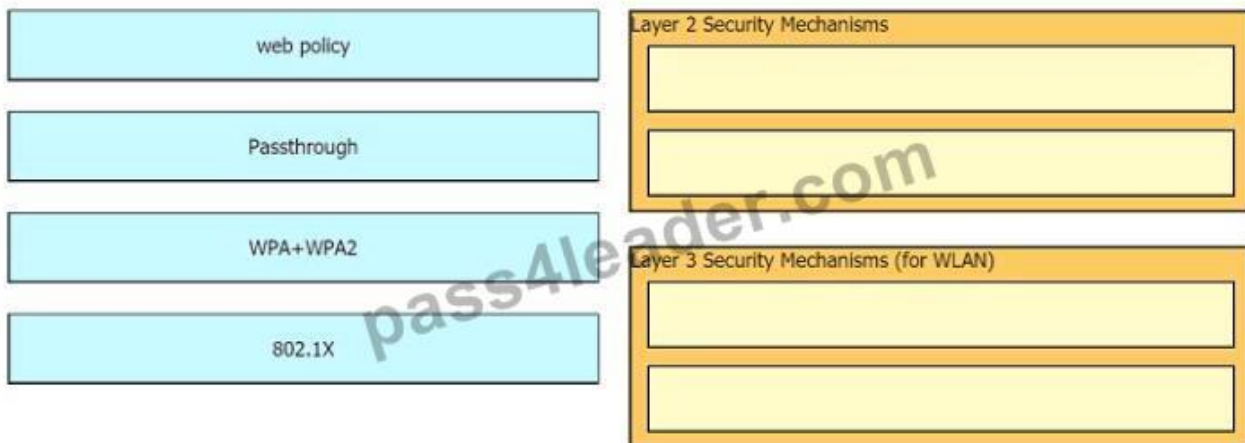 web policy
Passthrough
WPA+WPA2
802.1X
Layer 2 Security Mechanisms
Layer 3 Security Mechanisms (for WLAN)
pass4leader.com